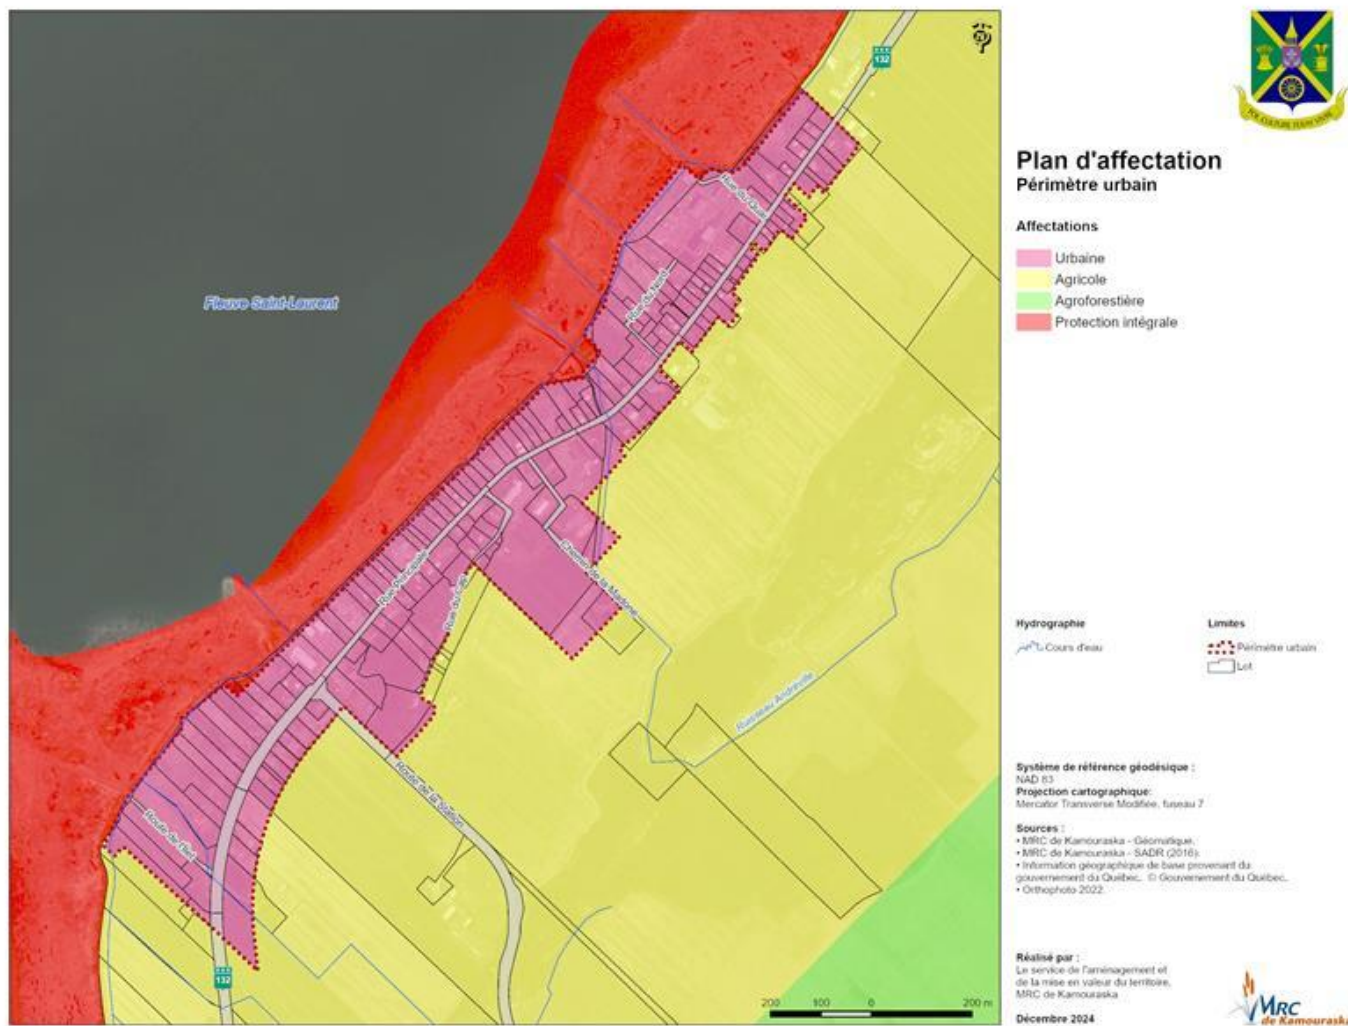 Plan d'affectation
Périmètre urbain
Affectations
Urbaine
Agricole
Agroforestière
Protection intégrale
Hydrographie
Cours d'eau
Limites
Périmètre urbain
Lot
Système de référence géodésique :
NAD 83
Projection cartographique:
Mercator Transverse Modifiée, fuseau 7
Sources :
• MRC de Kamouraska - Géomatique.
• MRC de Kamouraska - SADR (2016).
• Information géographique de base provenant du
gouvernement du Québec. © Gouvernement du Québec.
• Orthophoto 2022.
Réalisé par :
Le service de l'aménagement et
de la mise en valeur du territoire,
MRC de Kamouraska
Décembre 2024
MRC
de Kamouraska
132
Fleuve Saint-Laurent
Rue du Quai
Rue du Nord
Rue Principale
Rue du Cap
Chemin de la Madone
Ruisseau Andréville
Route de la Station
Route de l'Îlet
132
200 100 0 200 m